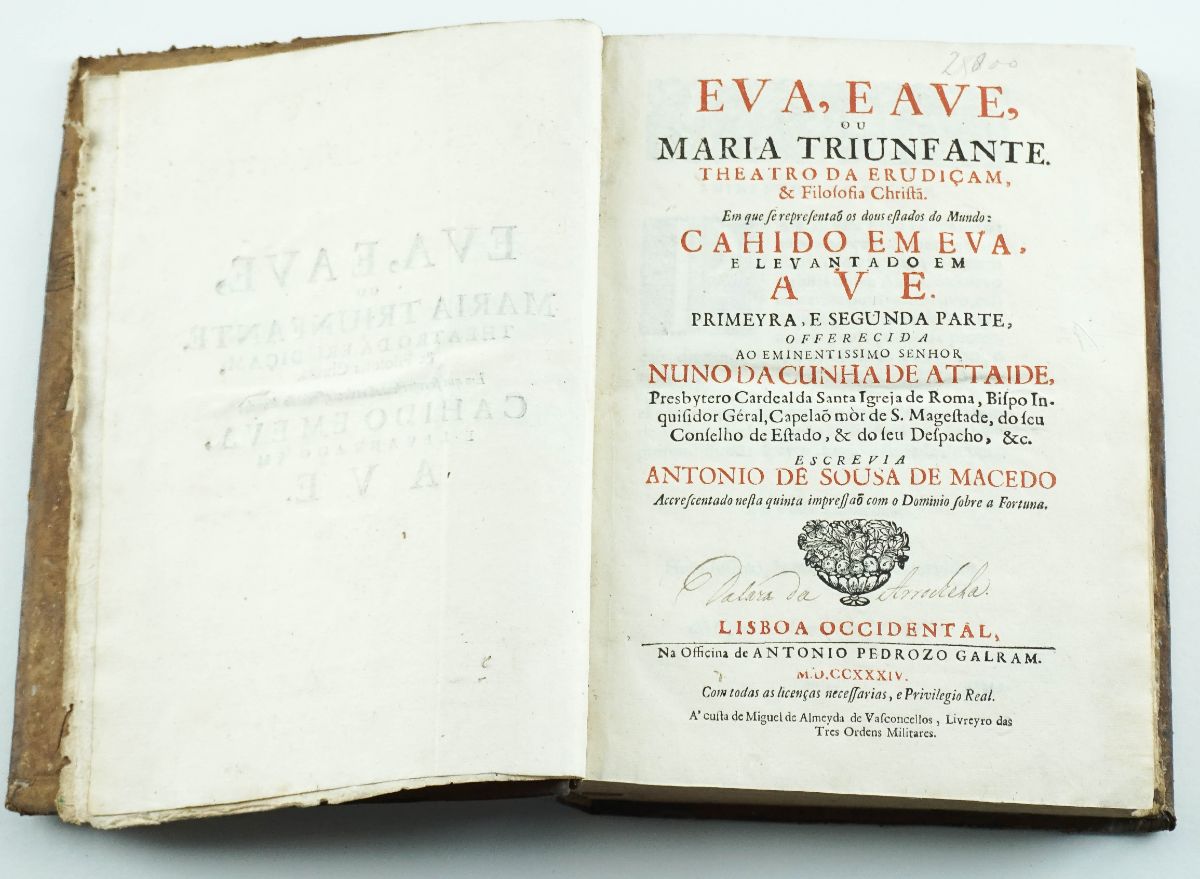 2$800
EVA, E AVE,
OU
MARIA TRIUNFANTE.
THEATRO DA ERUDIÇAM,
& Filoſofia Chriſtã.
Em que ſe repreſentaõ os dous eſtados do Mundo:
CAHIDO EM EVA,
E LEVANTADO EM
AVE.
PRIMEYRA, E SEGUNDA PARTE,
OFFERECIDA
AO EMINENTISSIMO SENHOR
NUNO DA CUNHA DE ATTAIDE,
Presbytero Cardeal da Santa Igreja de Roma, Biſpo In-
quiſidor Géral, Capelaõ mòr de S. Mageſtade, do ſeu
Conſelho de Eſtado, & do ſeu Deſpacho, &c.
ESCREVIA
ANTONIO DE SOUSA DE MACEDO
Accreſcentado neſta quinta impreſſaõ com o Dominio ſobre a Fortuna.
da
LISBOA OCCIDENTAL,
Na Officina de ANTONIO PEDROZO GALRAM.
M.D.CCXXXIV.
Com todas as licenças neceſſarias, e Privilegio Real.
A' cuſta de Miguel de Almeyda de Vaſconcellos, Livreyro das
Tres Ordens Militares.